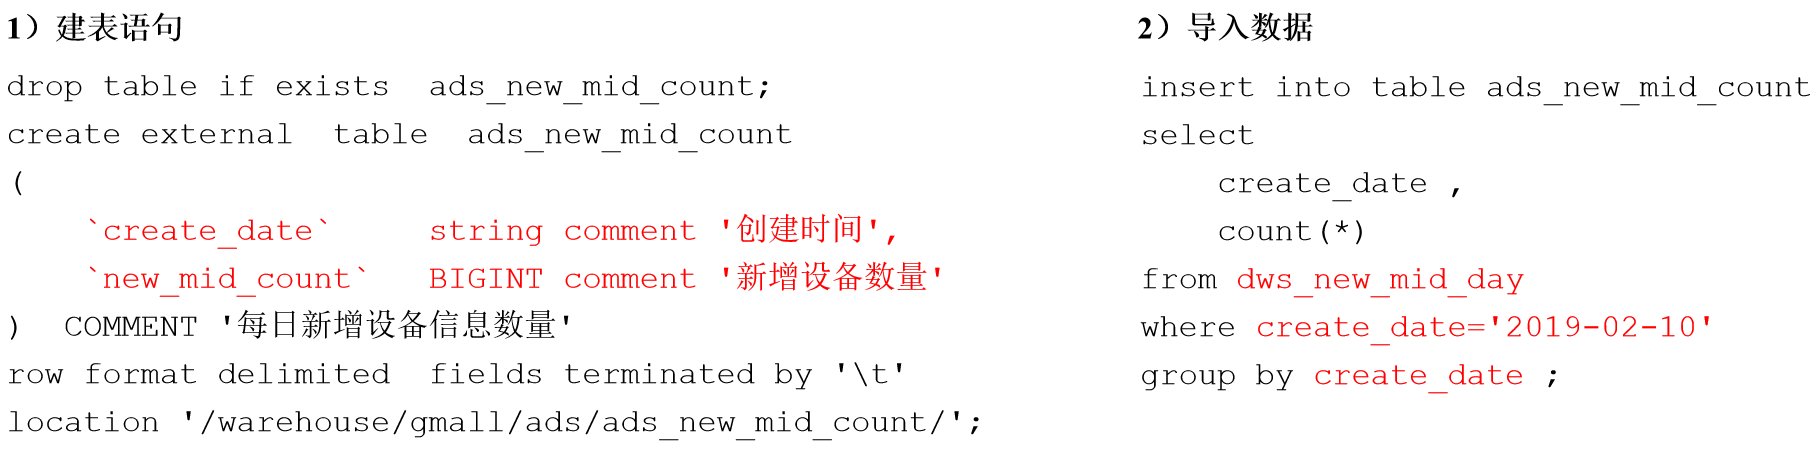 1）建表语句
drop table if exists  ads_new_mid_count;
create external  table  ads_new_mid_count
(
    `create_date`     string comment '创建时间',
    `new_mid_count`   BIGINT comment '新增设备数量'
)  COMMENT '每日新增设备信息数量'
row format delimited  fields terminated by '\t'
location '/warehouse/gmall/ads/ads_new_mid_count/';
2）导入数据
insert into table ads_new_mid_count
select
    create_date ,
    count(*)
from dws_new_mid_day
where create_date='2019-02-10'
group by create_date ;